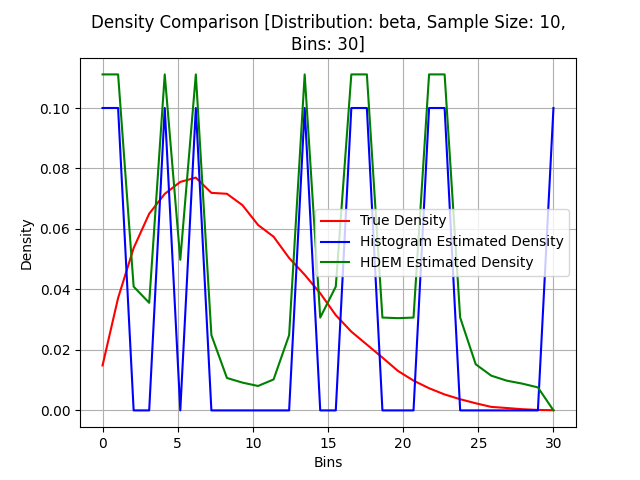 Density Comparison [Distribution: beta, Sample Size: 10,
Bins: 30]
Density
0.10
0.08
0.06
0.04
0.02
0.00
True Density
Histogram Estimated Density
HDEM Estimated Density
0 5 10 15 20 25 30
Bins